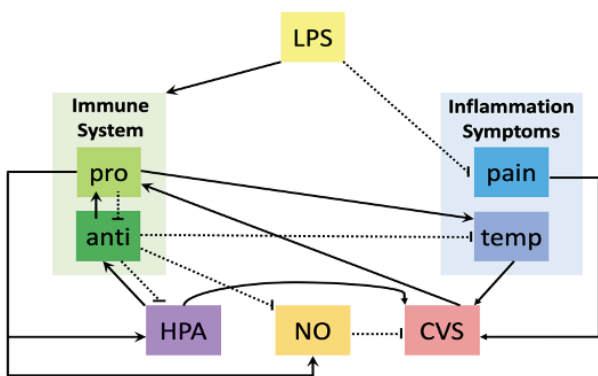 LPS
Immune
System
Inflammation
Symptoms
pro
pain
anti
temp
HPA
NO
CVS